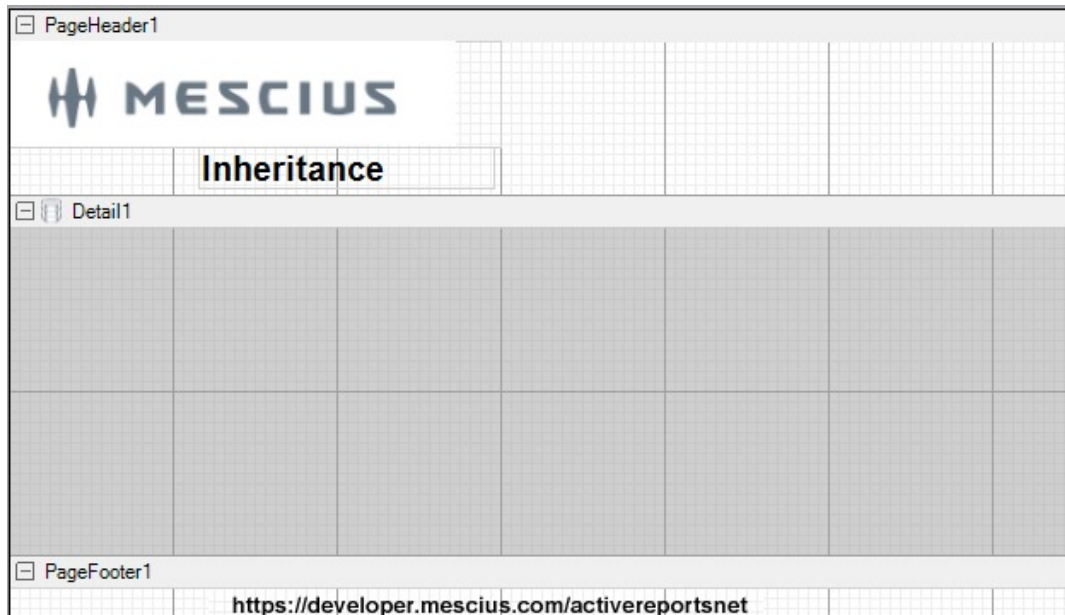 PageHeader1
MESCIUS
Inheritance
Detail1
PageFooter1
https://developer.mescius.com/activereportsnet